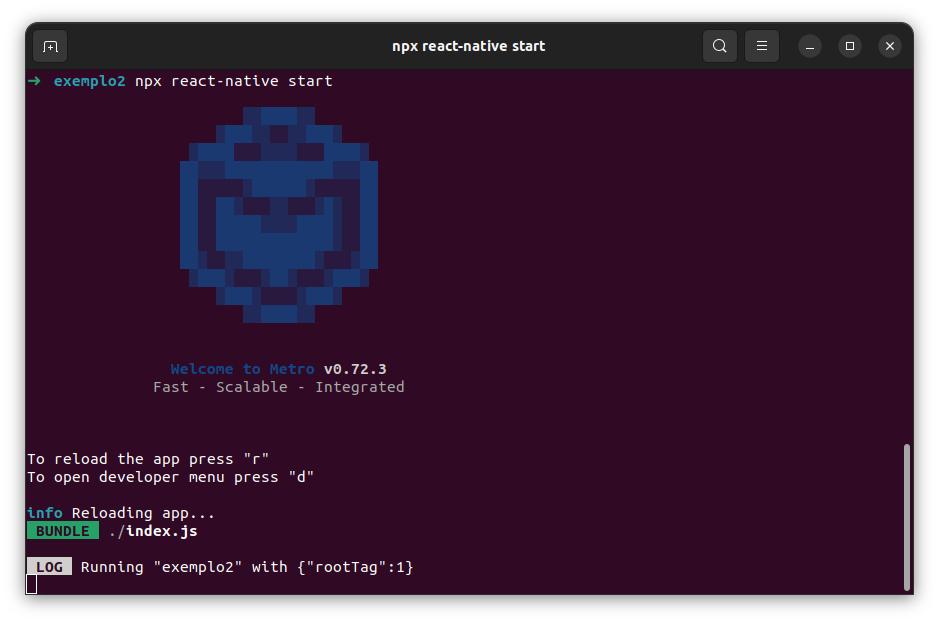 npx react-native start
➜ exemplo2 npx react-native start
Welcome to Metro v0.72.3
Fast - Scalable - Integrated
To reload the app press "r"
To open developer menu press "d"
info Reloading app...
BUNDLE ./index.js
LOG Running "exemplo2" with {"rootTag":1}